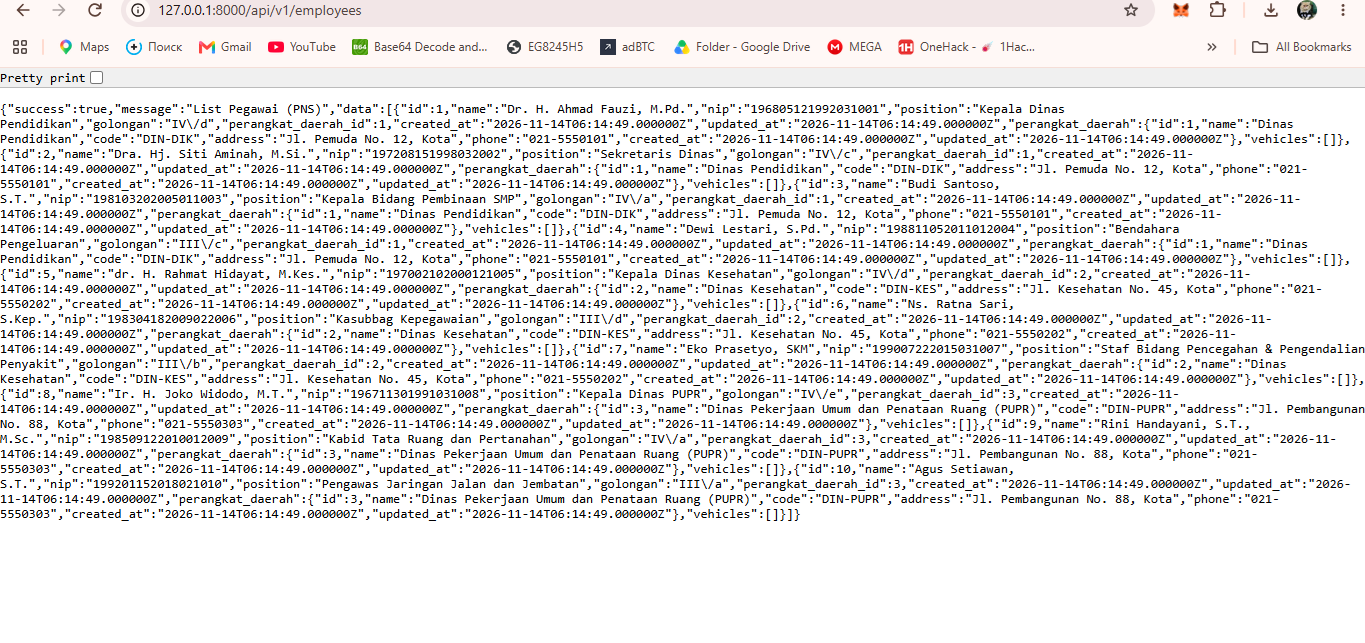 127.0.0.1:8000/api/v1/employees
Maps Поиск Gmail YouTube Base64 Decode and... EG8245H5 adBTC Folder - Google Drive MEGA OneHack - 1Hac... » All Bookmarks
Pretty print
{"success":true,"message":"List Pegawai (PNS)","data":[{"id":1,"name":"Dr. H. Ahmad Fauzi, M.Pd.","nip":"196805121992031001","position":"Kepala Dinas
Pendidikan","golongan":"IV\/d","perangkat_daerah_id":1,"created_at":"2026-11-14T06:14:49.000000Z","updated_at":"2026-11-14T06:14:49.000000Z","perangkat_daerah":{"id":1,"name":"Dinas
Pendidikan","code":"DIN-DIK","address":"Jl. Pemuda No. 12, Kota","phone":"021-5550101","created_at":"2026-11-14T06:14:49.000000Z","updated_at":"2026-11-14T06:14:49.000000Z"},"vehicles":[]},
{"id":2,"name":"Dra. Hj. Siti Aminah, M.Si.","nip":"197208151998032002","position":"Sekretaris Dinas","golongan":"IV\/c","perangkat_daerah_id":1,"created_at":"2026-11-
14T06:14:49.000000Z","updated_at":"2026-11-14T06:14:49.000000Z","perangkat_daerah":{"id":1,"name":"Dinas Pendidikan","code":"DIN-DIK","address":"Jl. Pemuda No. 12, Kota","phone":"021-
5550101","created_at":"2026-11-14T06:14:49.000000Z","updated_at":"2026-11-14T06:14:49.000000Z"},"vehicles":[]},{"id":3,"name":"Budi Santoso,
S.T.","nip":"198103202005011003","position":"Kepala Bidang Pembinaan SMP","golongan":"IV\/a","perangkat_daerah_id":1,"created_at":"2026-11-14T06:14:49.000000Z","updated_at":"2026-11-
14T06:14:49.000000Z","perangkat_daerah":{"id":1,"name":"Dinas Pendidikan","code":"DIN-DIK","address":"Jl. Pemuda No. 12, Kota","phone":"021-5550101","created_at":"2026-11-
14T06:14:49.000000Z","updated_at":"2026-11-14T06:14:49.000000Z"},"vehicles":[]},{"id":4,"name":"Dewi Lestari, S.Pd.","nip":"198811052011012004","position":"Bendahara
Pengeluaran","golongan":"III\/c","perangkat_daerah_id":1,"created_at":"2026-11-14T06:14:49.000000Z","updated_at":"2026-11-14T06:14:49.000000Z","perangkat_daerah":{"id":1,"name":"Dinas
Pendidikan","code":"DIN-DIK","address":"Jl. Pemuda No. 12, Kota","phone":"021-5550101","created_at":"2026-11-14T06:14:49.000000Z","updated_at":"2026-11-14T06:14:49.000000Z"},"vehicles":[]},
{"id":5,"name":"dr. H. Rahmat Hidayat, M.Kes.","nip":"197002102000121005","position":"Kepala Dinas Kesehatan","golongan":"IV\/d","perangkat_daerah_id":2,"created_at":"2026-11-
14T06:14:49.000000Z","updated_at":"2026-11-14T06:14:49.000000Z","perangkat_daerah":{"id":2,"name":"Dinas Kesehatan","code":"DIN-KES","address":"Jl. Kesehatan No. 45, Kota","phone":"021-
5550202","created_at":"2026-11-14T06:14:49.000000Z","updated_at":"2026-11-14T06:14:49.000000Z"},"vehicles":[]},{"id":6,"name":"Ns. Ratna Sari,
S.Kep.","nip":"198304182009022006","position":"Kasubbag Kepegawaian","golongan":"III\/d","perangkat_daerah_id":2,"created_at":"2026-11-14T06:14:49.000000Z","updated_at":"2026-11-
14T06:14:49.000000Z","perangkat_daerah":{"id":2,"name":"Dinas Kesehatan","code":"DIN-KES","address":"Jl. Kesehatan No. 45, Kota","phone":"021-5550202","created_at":"2026-11-
14T06:14:49.000000Z","updated_at":"2026-11-14T06:14:49.000000Z"},"vehicles":[]},{"id":7,"name":"Eko Prasetyo, SKM","nip":"199007222015031007","position":"Staf Bidang Pencegahan & Pengendalian
Penyakit","golongan":"III\/b","perangkat_daerah_id":2,"created_at":"2026-11-14T06:14:49.000000Z","updated_at":"2026-11-14T06:14:49.000000Z","perangkat_daerah":{"id":2,"name":"Dinas
Kesehatan","code":"DIN-KES","address":"Jl. Kesehatan No. 45, Kota","phone":"021-5550202","created_at":"2026-11-14T06:14:49.000000Z","updated_at":"2026-11-14T06:14:49.000000Z"},"vehicles":[]},
{"id":8,"name":"Ir. H. Joko Widodo, M.T.","nip":"196711301991031008","position":"Kepala Dinas PUPR","golongan":"IV\/e","perangkat_daerah_id":3,"created_at":"2026-11-
14T06:14:49.000000Z","updated_at":"2026-11-14T06:14:49.000000Z","perangkat_daerah":{"id":3,"name":"Dinas Pekerjaan Umum dan Penataan Ruang (PUPR)","code":"DIN-PUPR","address":"Jl. Pembangunan
No. 88, Kota","phone":"021-5550303","created_at":"2026-11-14T06:14:49.000000Z","updated_at":"2026-11-14T06:14:49.000000Z"},"vehicles":[]},{"id":9,"name":"Rini Handayani, S.T.,
M.Sc.","nip":"198509122010012009","position":"Kabid Tata Ruang dan Pertanahan","golongan":"IV\/a","perangkat_daerah_id":3,"created_at":"2026-11-14T06:14:49.000000Z","updated_at":"2026-11-
14T06:14:49.000000Z","perangkat_daerah":{"id":3,"name":"Dinas Pekerjaan Umum dan Penataan Ruang (PUPR)","code":"DIN-PUPR","address":"Jl. Pembangunan No. 88, Kota","phone":"021-
5550303","created_at":"2026-11-14T06:14:49.000000Z","updated_at":"2026-11-14T06:14:49.000000Z"},"vehicles":[]},{"id":10,"name":"Agus Setiawan,
S.T.","nip":"199201152018021010","position":"Pengawas Jaringan Jalan dan Jembatan","golongan":"III\/a","perangkat_daerah_id":3,"created_at":"2026-11-14T06:14:49.000000Z","updated_at":"2026-
11-14T06:14:49.000000Z","perangkat_daerah":{"id":3,"name":"Dinas Pekerjaan Umum dan Penataan Ruang (PUPR)","code":"DIN-PUPR","address":"Jl. Pembangunan No. 88, Kota","phone":"021-
5550303","created_at":"2026-11-14T06:14:49.000000Z","updated_at":"2026-11-14T06:14:49.000000Z"},"vehicles":[]}]}